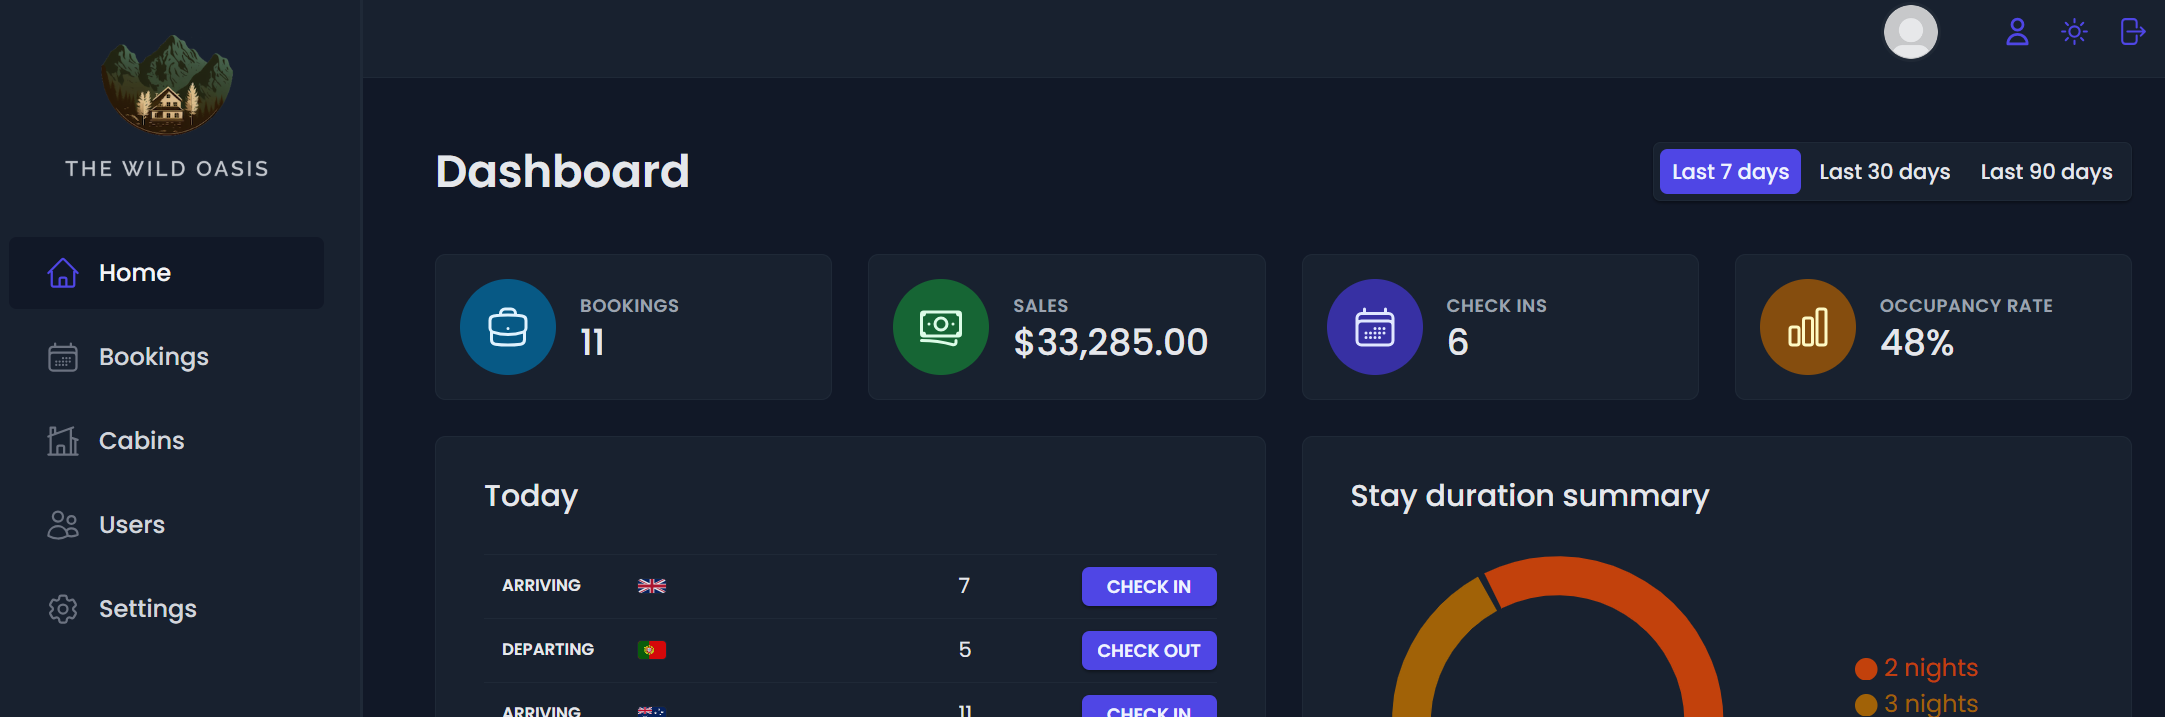 THE WILD OASIS
Home
Bookings
Cabins
Users
Settings
Dashboard
Last 7 days Last 30 days Last 90 days
BOOKINGS
11
SALES
$33,285.00
CHECK INS
6
OCCUPANCY RATE
48%
Today
ARRIVING 7 CHECK IN
DEPARTING 5 CHECK OUT
ARRIVING 11 CHECK IN
Stay duration summary
2 nights
3 nights